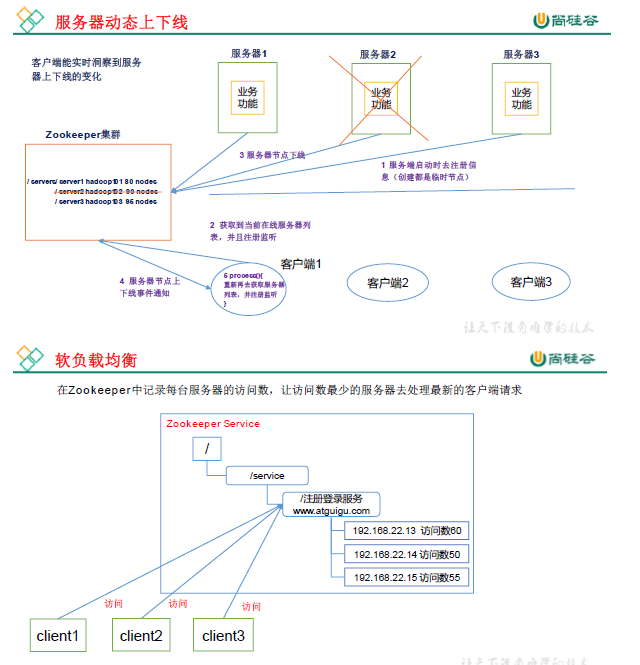 服务器动态上下线
尚硅谷
客户端能实时洞察到服务
器上下线的变化
服务器1
服务器2
服务器3
业务
功能
业务
功能
业务
功能
Zookeeper集群
3 服务器节点下线
1 服务端启动时去注册信
息（创建都是临时节点）
/ servers/ server1 hadoop101 80 nodes
/ server2 hadoop102 90 nodes
/ server3 hadoop103 95 nodes
2 获取到当前在线服务器列
表，并且注册监听
4 服务器节点上
下线事件通知
5 process(){
重新再去获取服务器
列表，并注册监听
}
客户端1
客户端2
客户端3
让天下没有难学的技术
软负载均衡
尚硅谷
在Zookeeper中记录每台服务器的访问数，让访问数最少的服务器去处理最新的客户端请求
Zookeeper Service
/
/service
/注册登录服务
www.atguigu.com
192.168.22.13 访问数60
192.168.22.14 访问数50
192.168.22.15 访问数55
访问
访问
访问
client1
client2
client3